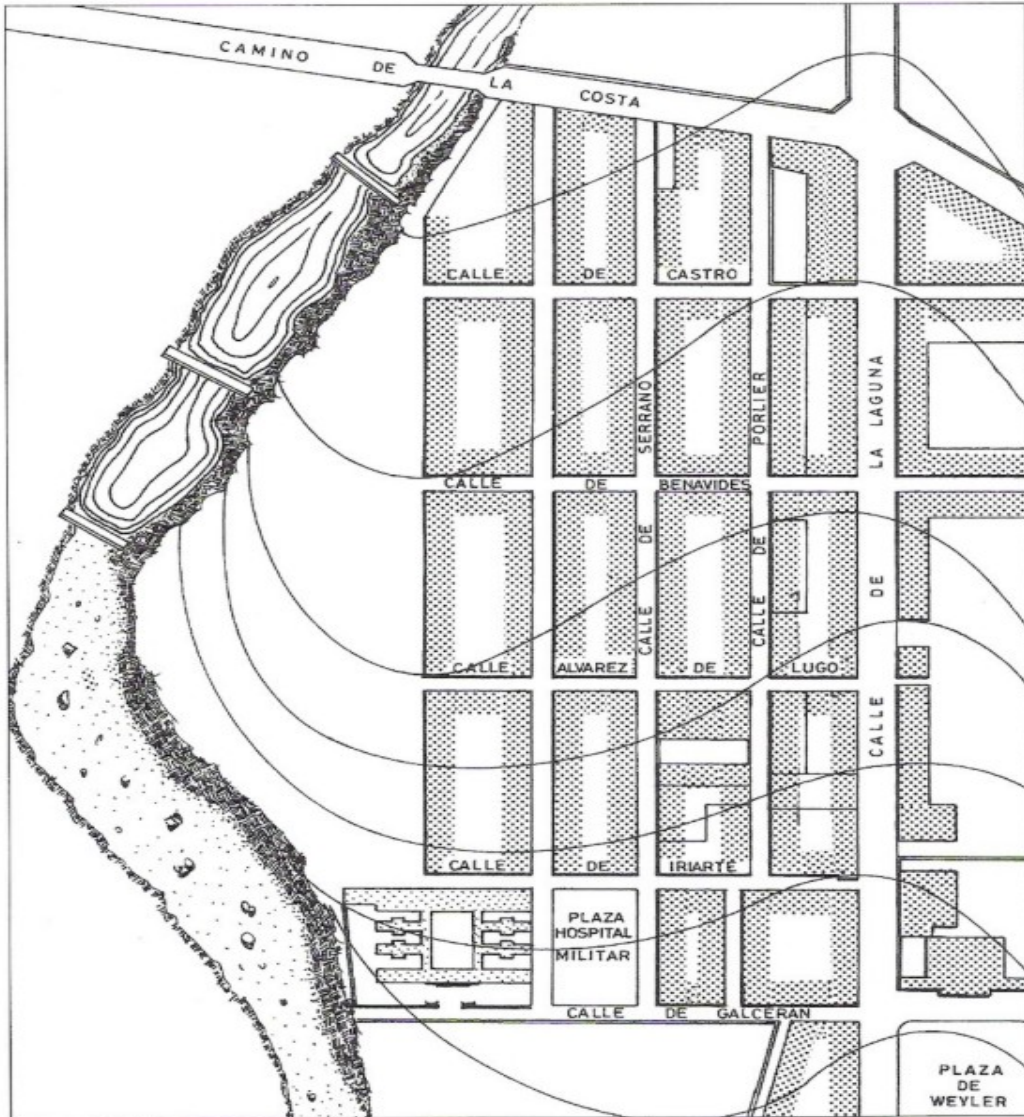 CAMINO DE LA COSTA
CALLE DE CASTRO
CALLE DE SERRANO
CALLE DE PORLIER
CALLE DE LA LAGUNA
CALLE DE BENAVIDES
CALLE ALVAREZ DE LUGO
CALLE DE IRIARTE
PLAZA
HOSPITAL
MILITAR
CALLE DE GALCERAN
PLAZA
DE
WEYLER